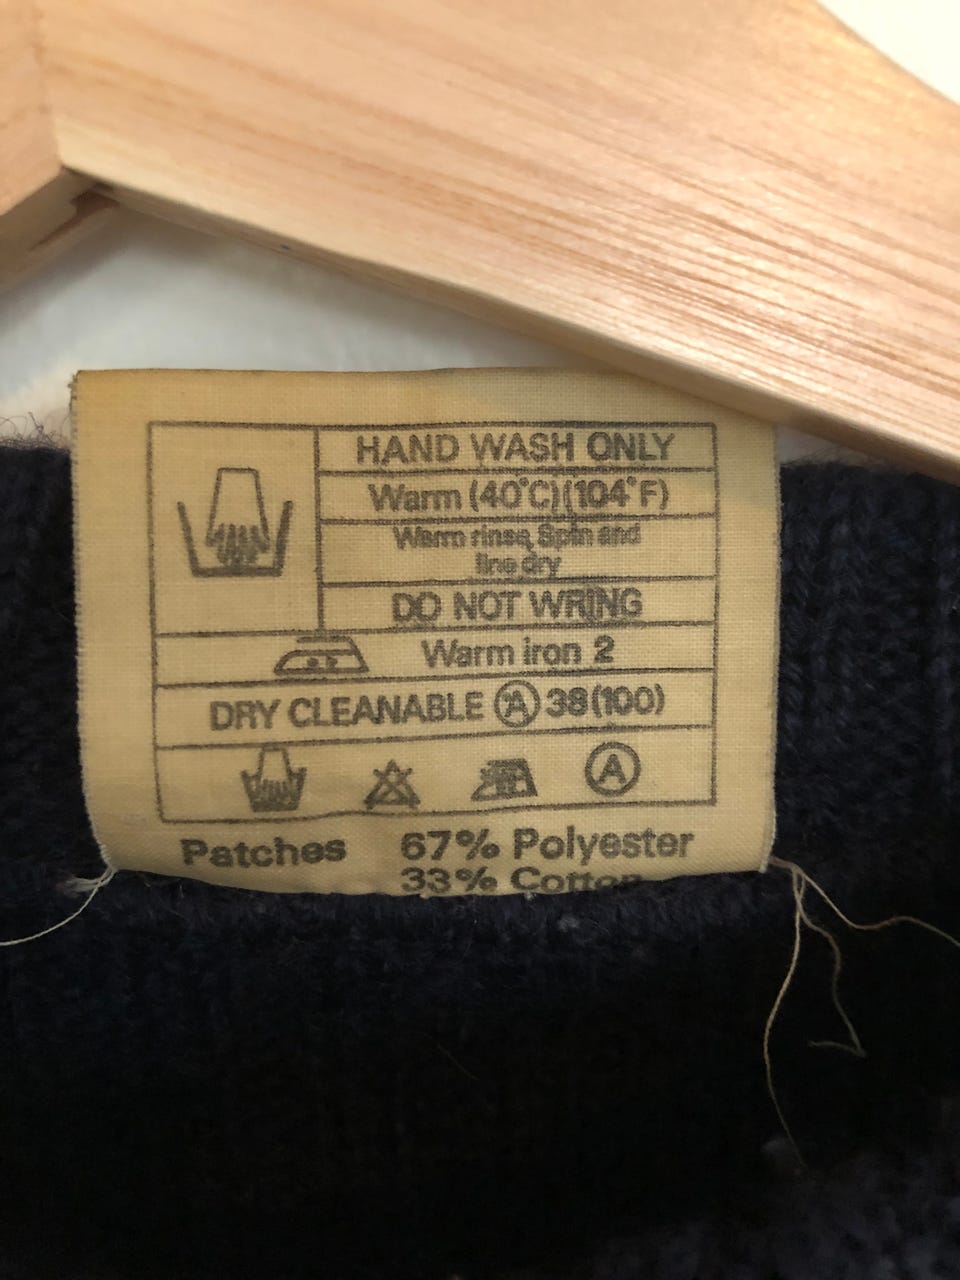 HAND WASH ONLY
Warm (40°C)(104°F)
Warm rinse, Spin and
line dry
DO NOT WRING
Warm iron 2
DRY CLEANABLE Ⓐ 38(100)
Ⓐ
Patches 67% Polyester
33% Cotton